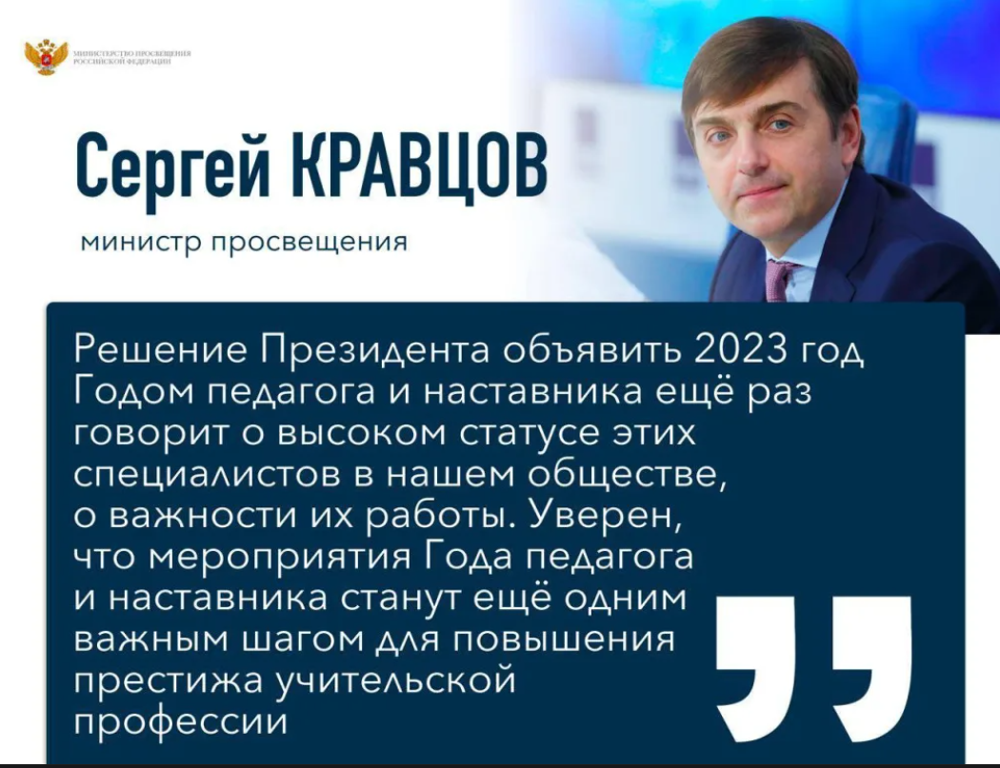 МИНИСТЕРСТВО ПРОСВЕЩЕНИЯ
РОССИЙСКОЙ ФЕДЕРАЦИИ
Сергей КРАВЦОВ
министр просвещения
Решение Президента объявить 2023 год
Годом педагога и наставника ещё раз
говорит о высоком статусе этих
специалистов в нашем обществе,
о важности их работы. Уверен,
что мероприятия Года педагога
и наставника станут ещё одним
важным шагом для повышения
престижа учительской
профессии